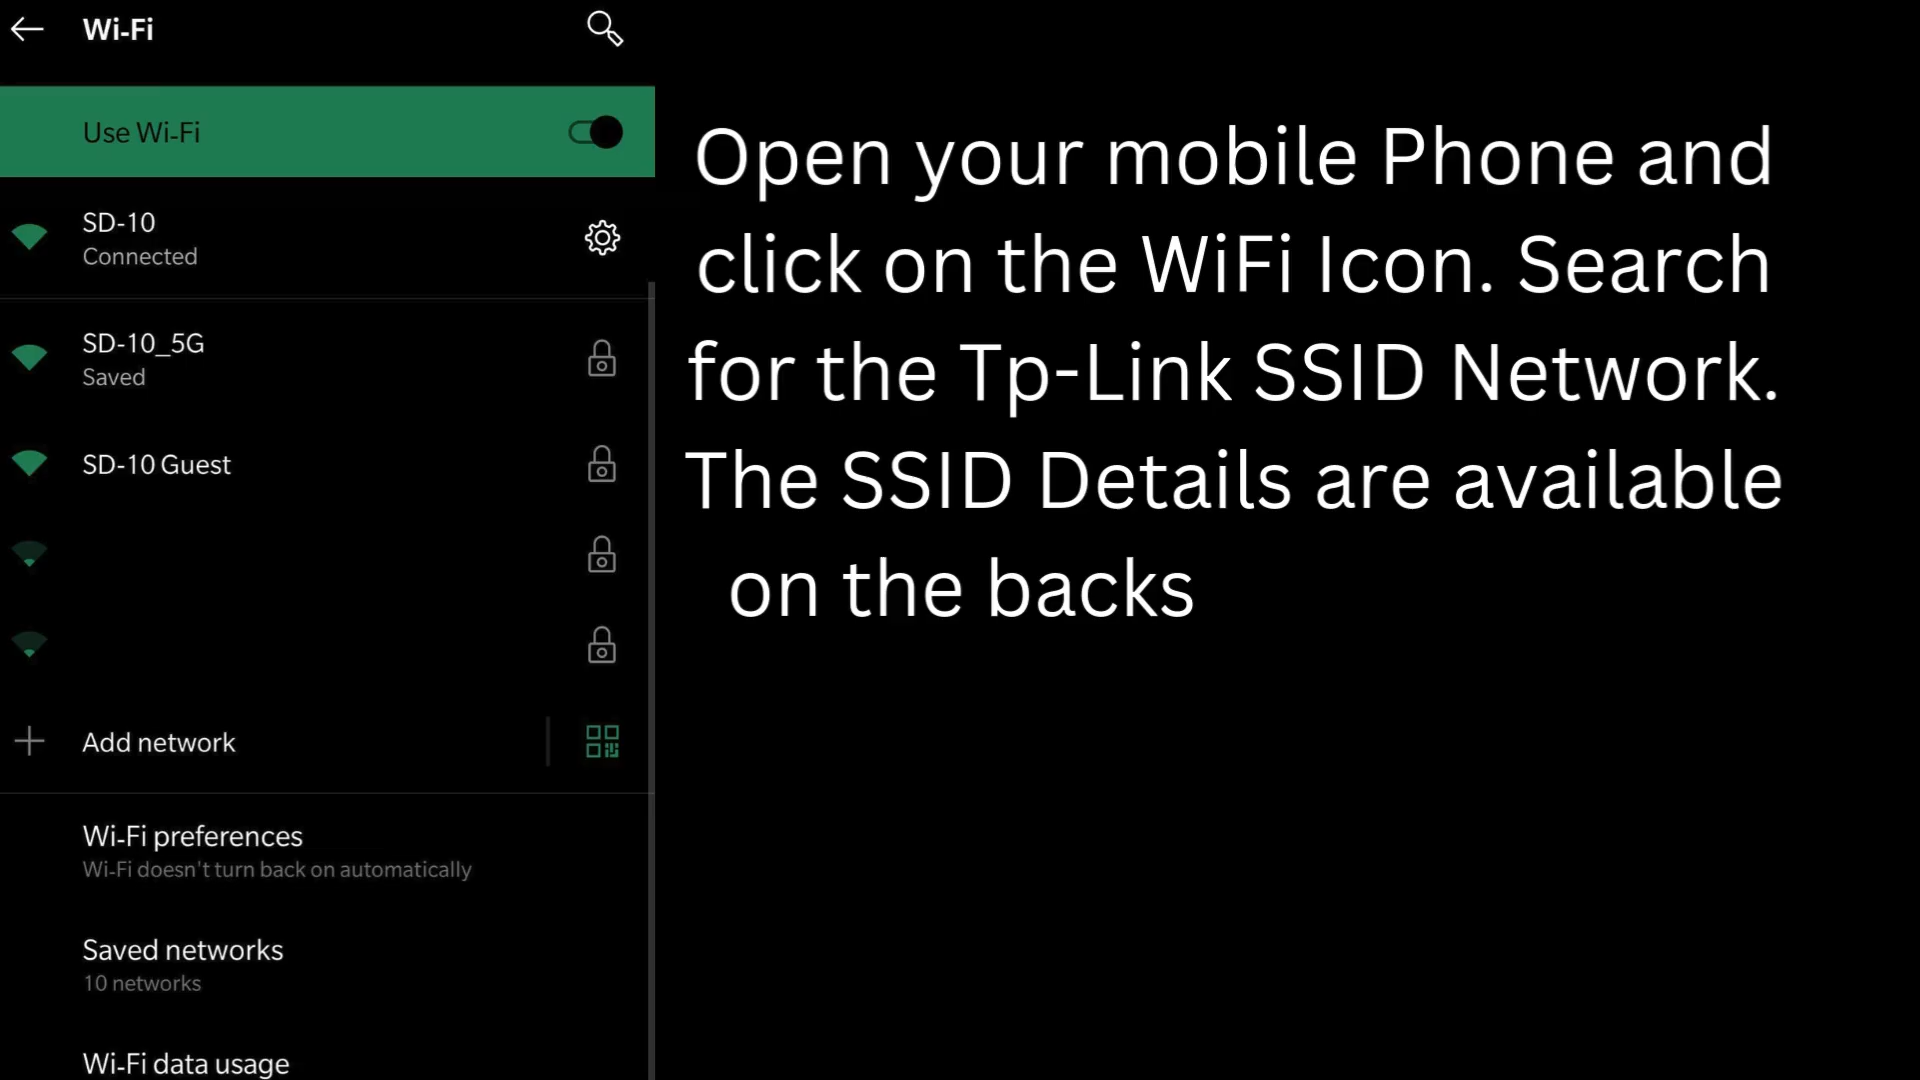 Wi-Fi
Use Wi-Fi
SD-10
Connected
SD-10_5G
Saved
SD-10 Guest
Add network
Wi-Fi preferences
Wi-Fi doesn't turn back on automatically
Saved networks
10 networks
Wi-Fi data usage
Open your mobile Phone and
click on the WiFi Icon. Search
for the Tp-Link SSID Network.
The SSID Details are available
on the backs